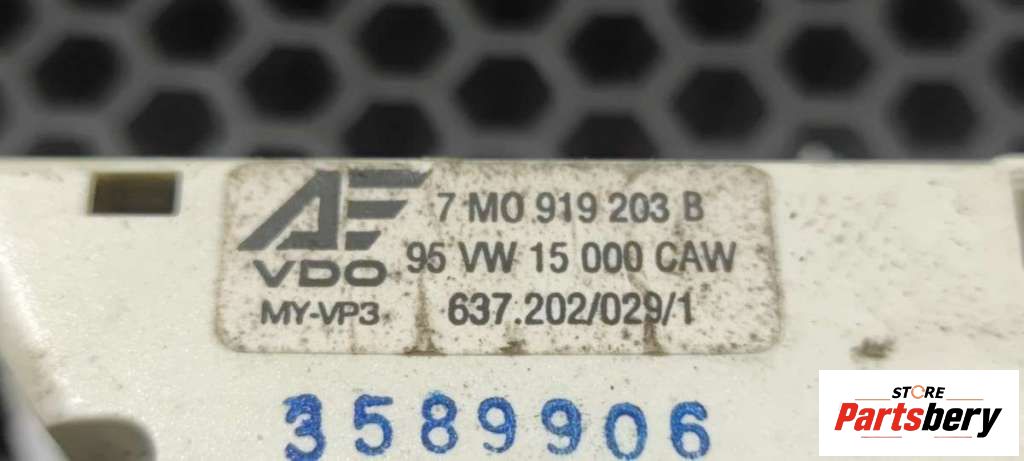 AE
VDO
MY-VP3
7 M0 919 203 B
95 VW 15 000 CAW
637.202/029/1
3589906
STORE
Partsbery